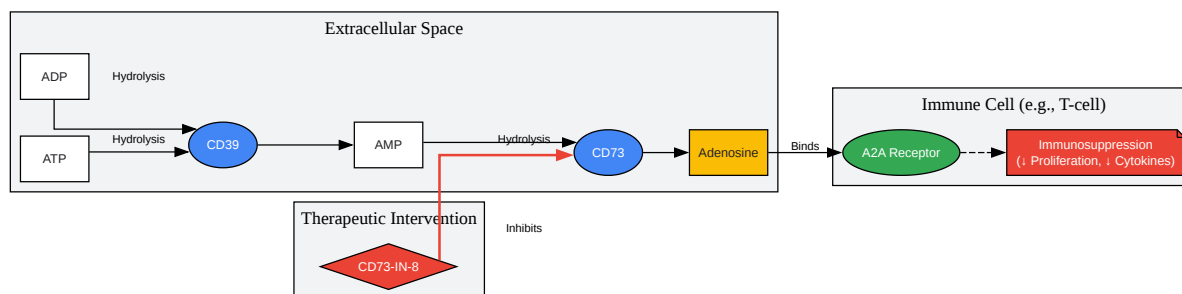 Extracellular Space
ADP
Hydrolysis
Hydrolysis
ATP
CD39
AMP
Hydrolysis
CD73
Adenosine
Binds
Immune Cell (e.g., T-cell)
A2A Receptor
Immunosuppression
(↓ Proliferation, ↓ Cytokines)
Therapeutic Intervention
Inhibits
CD73-IN-8